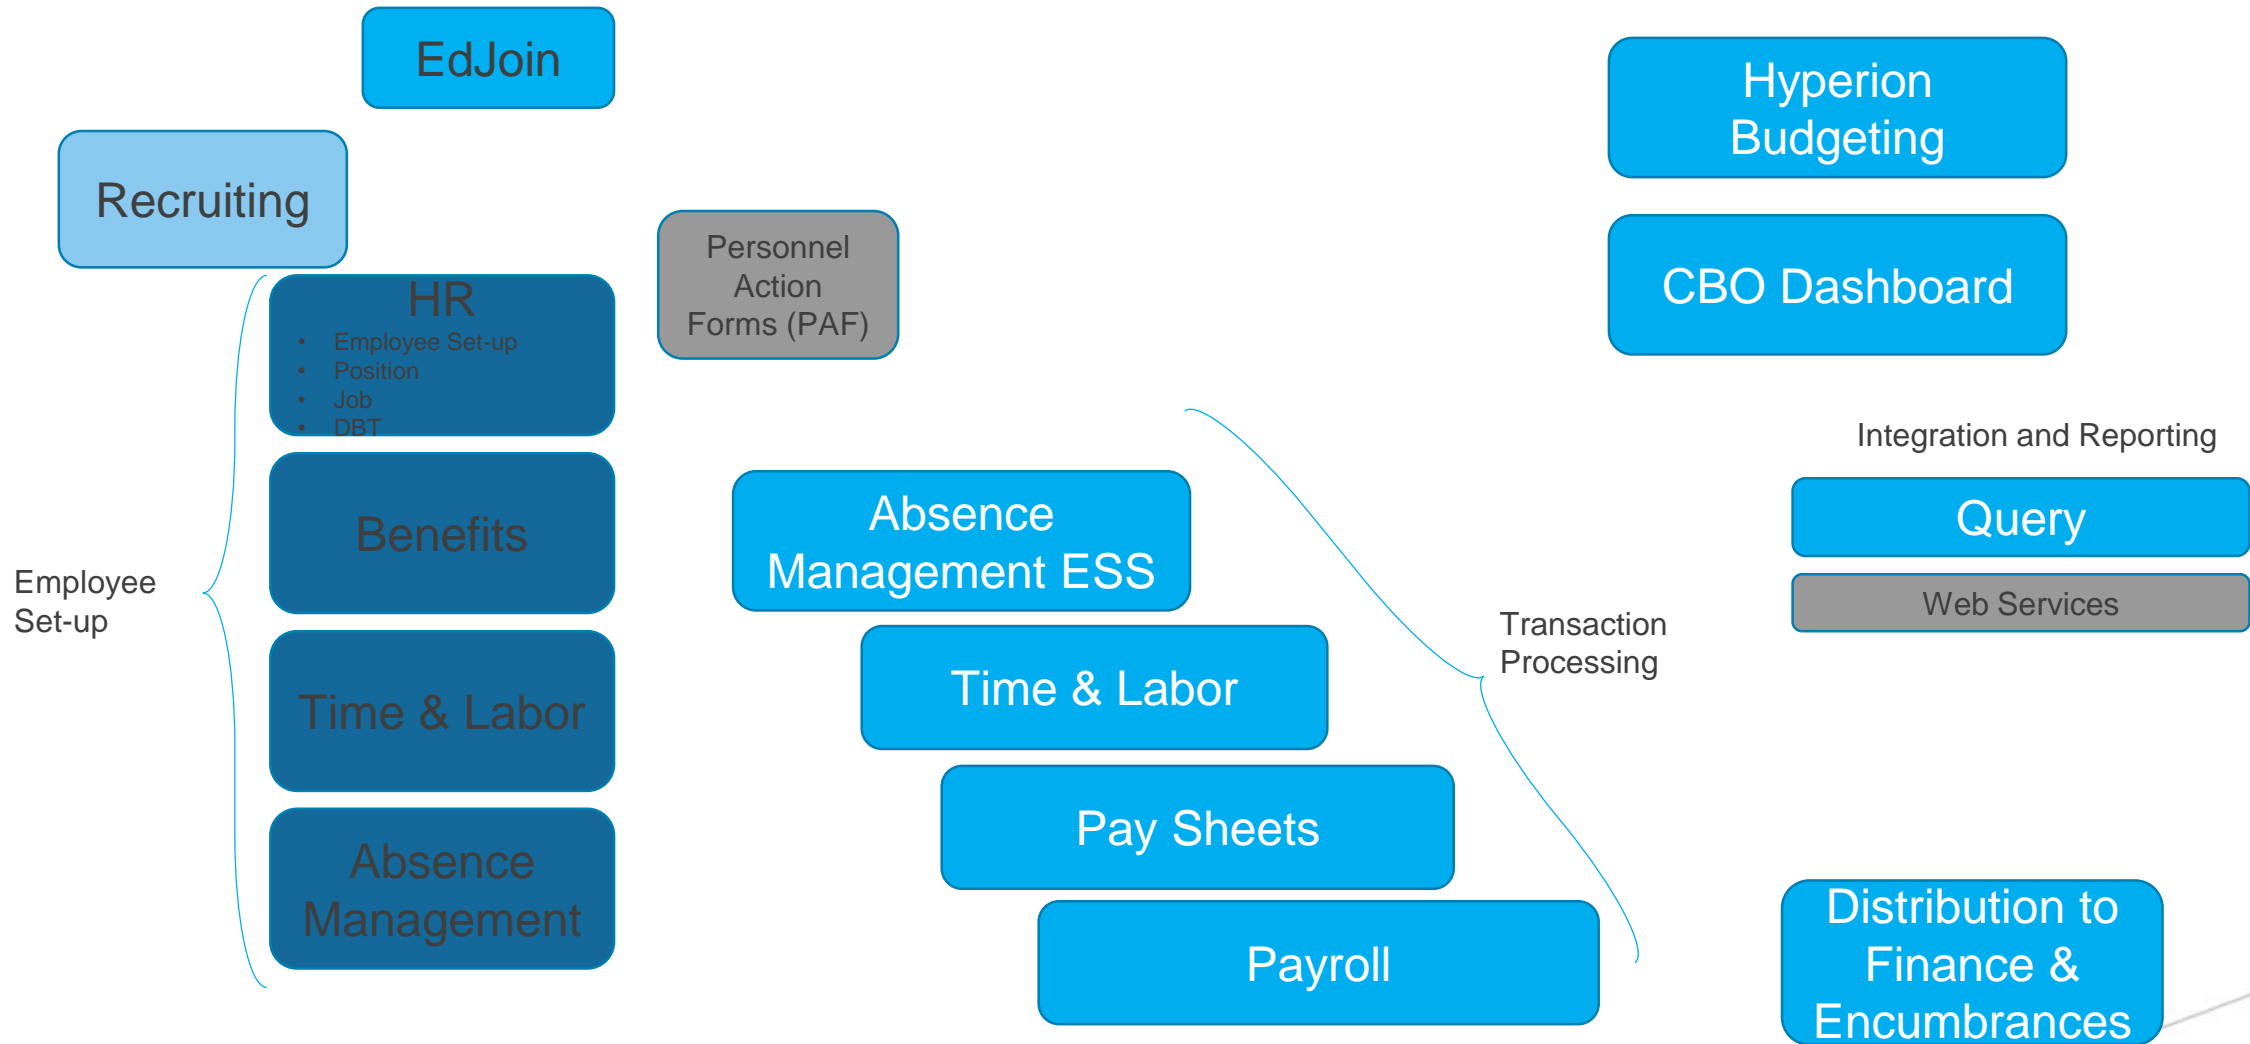 EdJoin
Recruiting
HR
• Employee Set-up
• Position
• Job
• DBT
Benefits
Time & Labor
Absence
Management
Employee
Set-up
Personnel
Action
Forms (PAF)
Absence
Management ESS
Time & Labor
Pay Sheets
Payroll
Transaction
Processing
Hyperion
Budgeting
CBO Dashboard
Integration and Reporting
Query
Web Services
Distribution to
Finance &
Encumbrances